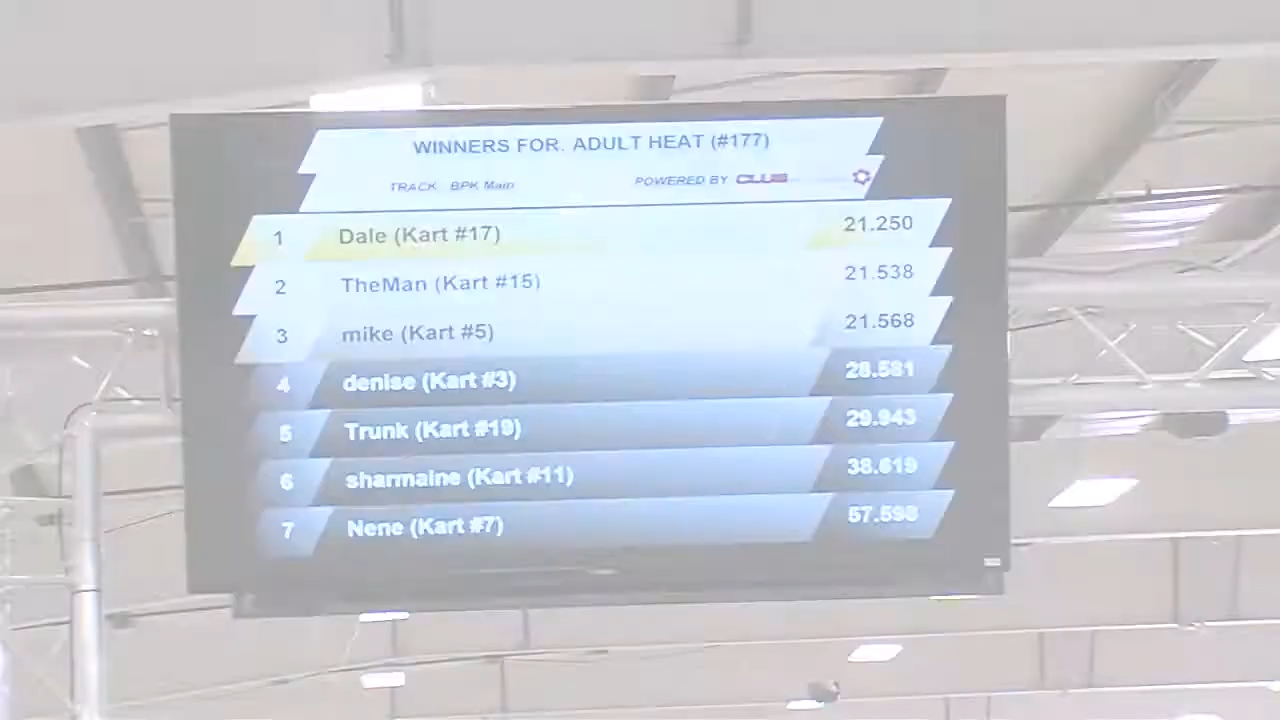 WINNERS FOR. ADULT HEAT (#177)
TRACK BPK Main POWERED BY CLUB
1 Dale (Kart #17) 21.250
2 TheMan (Kart #15) 21.538
3 mike (Kart #5) 21.568
4 denise (Kart #3) 28.581
5 Trunk (Kart #19) 29.943
6 sharmaine (Kart #11) 38.619
7 Nene (Kart #7) 57.598